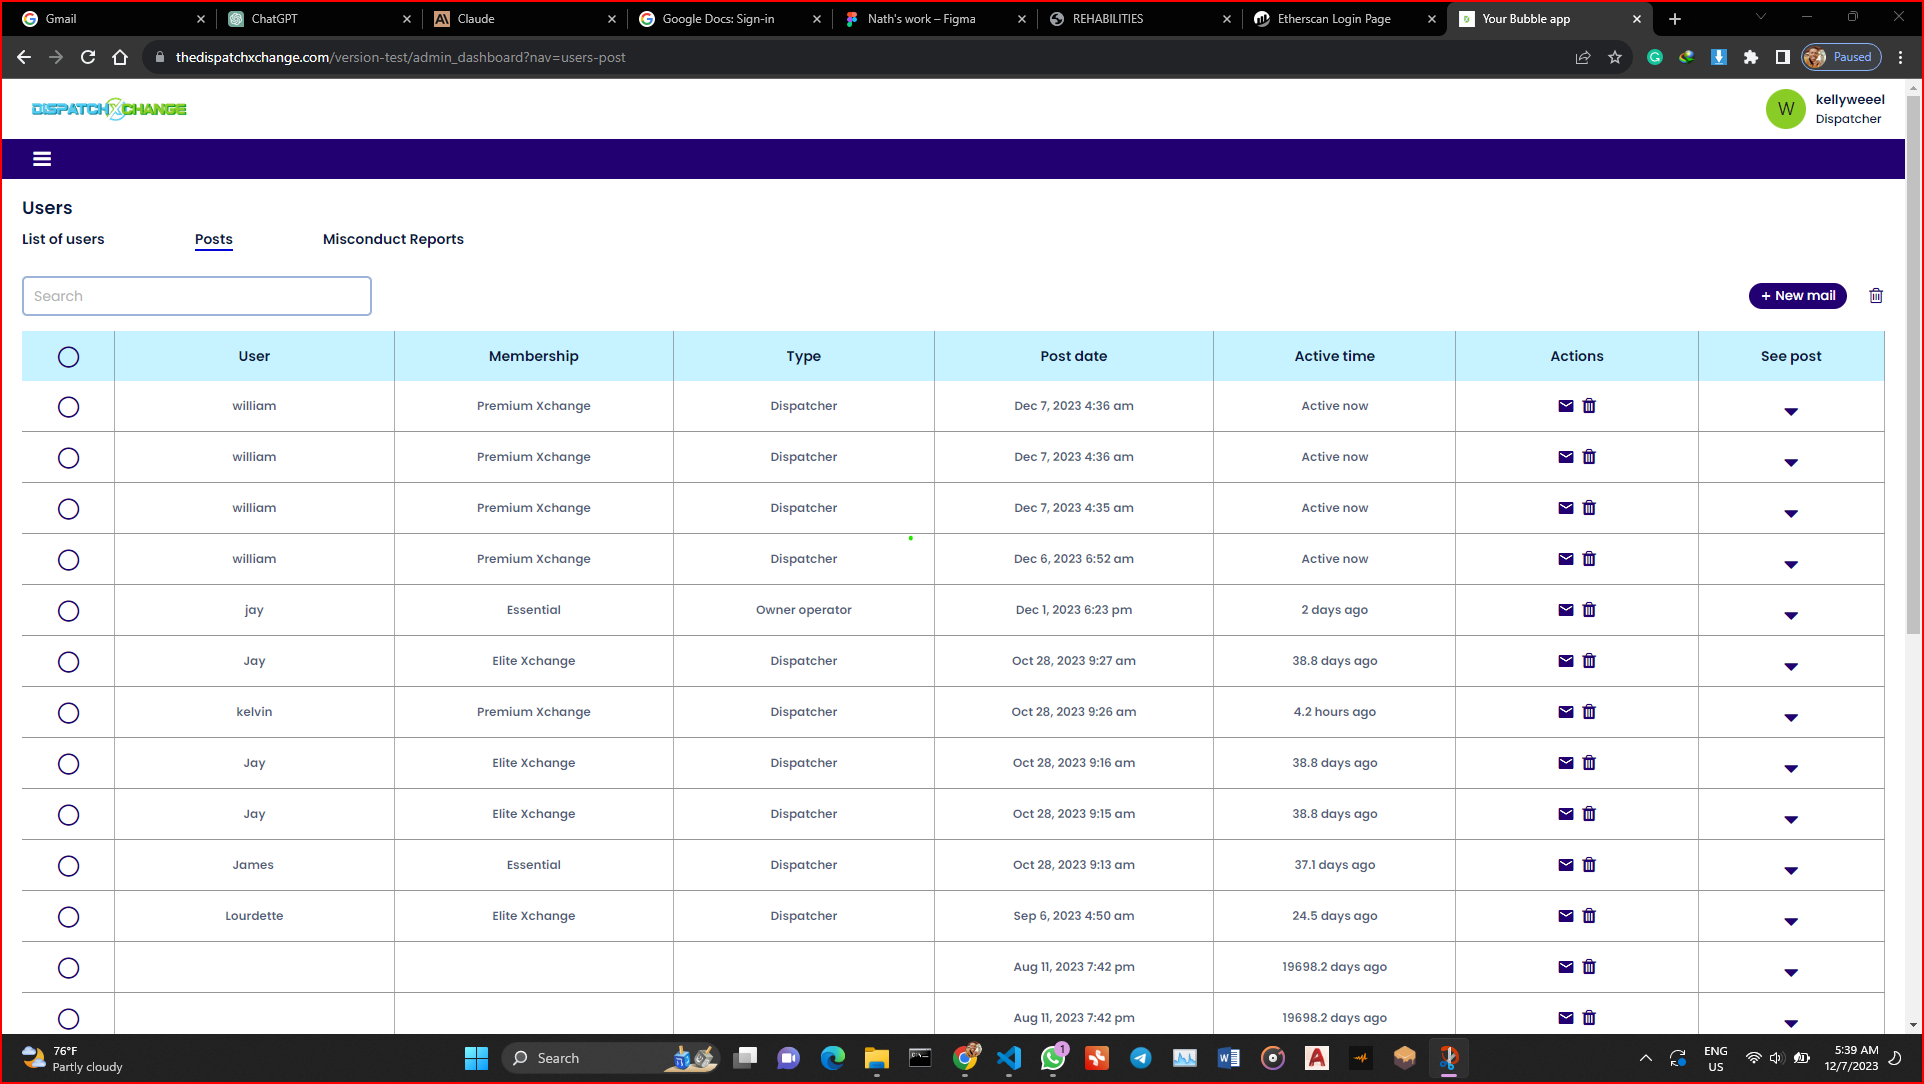 Gmail
ChatGPT
Claude
Google Docs: Sign-in
Nath's work – Figma
REHABILITIES
Etherscan Login Page
Your Bubble app
thedispatchxchange.com/version-test/admin_dashboard?nav=users-post
Paused
DISPATCHXCHANGE
W
kellyweeel
Dispatcher
Users
List of users
Posts
Misconduct Reports
Search
+ New mail
User Membership Type Post date Active time Actions See post
william Premium Xchange Dispatcher Dec 7, 2023 4:36 am Active now
william Premium Xchange Dispatcher Dec 7, 2023 4:36 am Active now
william Premium Xchange Dispatcher Dec 7, 2023 4:35 am Active now
william Premium Xchange Dispatcher Dec 6, 2023 6:52 am Active now
jay Essential Owner operator Dec 1, 2023 6:23 pm 2 days ago
Jay Elite Xchange Dispatcher Oct 28, 2023 9:27 am 38.8 days ago
kelvin Premium Xchange Dispatcher Oct 28, 2023 9:26 am 4.2 hours ago
Jay Elite Xchange Dispatcher Oct 28, 2023 9:16 am 38.8 days ago
Jay Elite Xchange Dispatcher Oct 28, 2023 9:15 am 38.8 days ago
James Essential Dispatcher Oct 28, 2023 9:13 am 37.1 days ago
Lourdette Elite Xchange Dispatcher Sep 6, 2023 4:50 am 24.5 days ago
Aug 11, 2023 7:42 pm 19698.2 days ago
Aug 11, 2023 7:42 pm 19698.2 days ago
76°F
Partly cloudy
Search
1
ENG
US
5:39 AM
12/7/2023